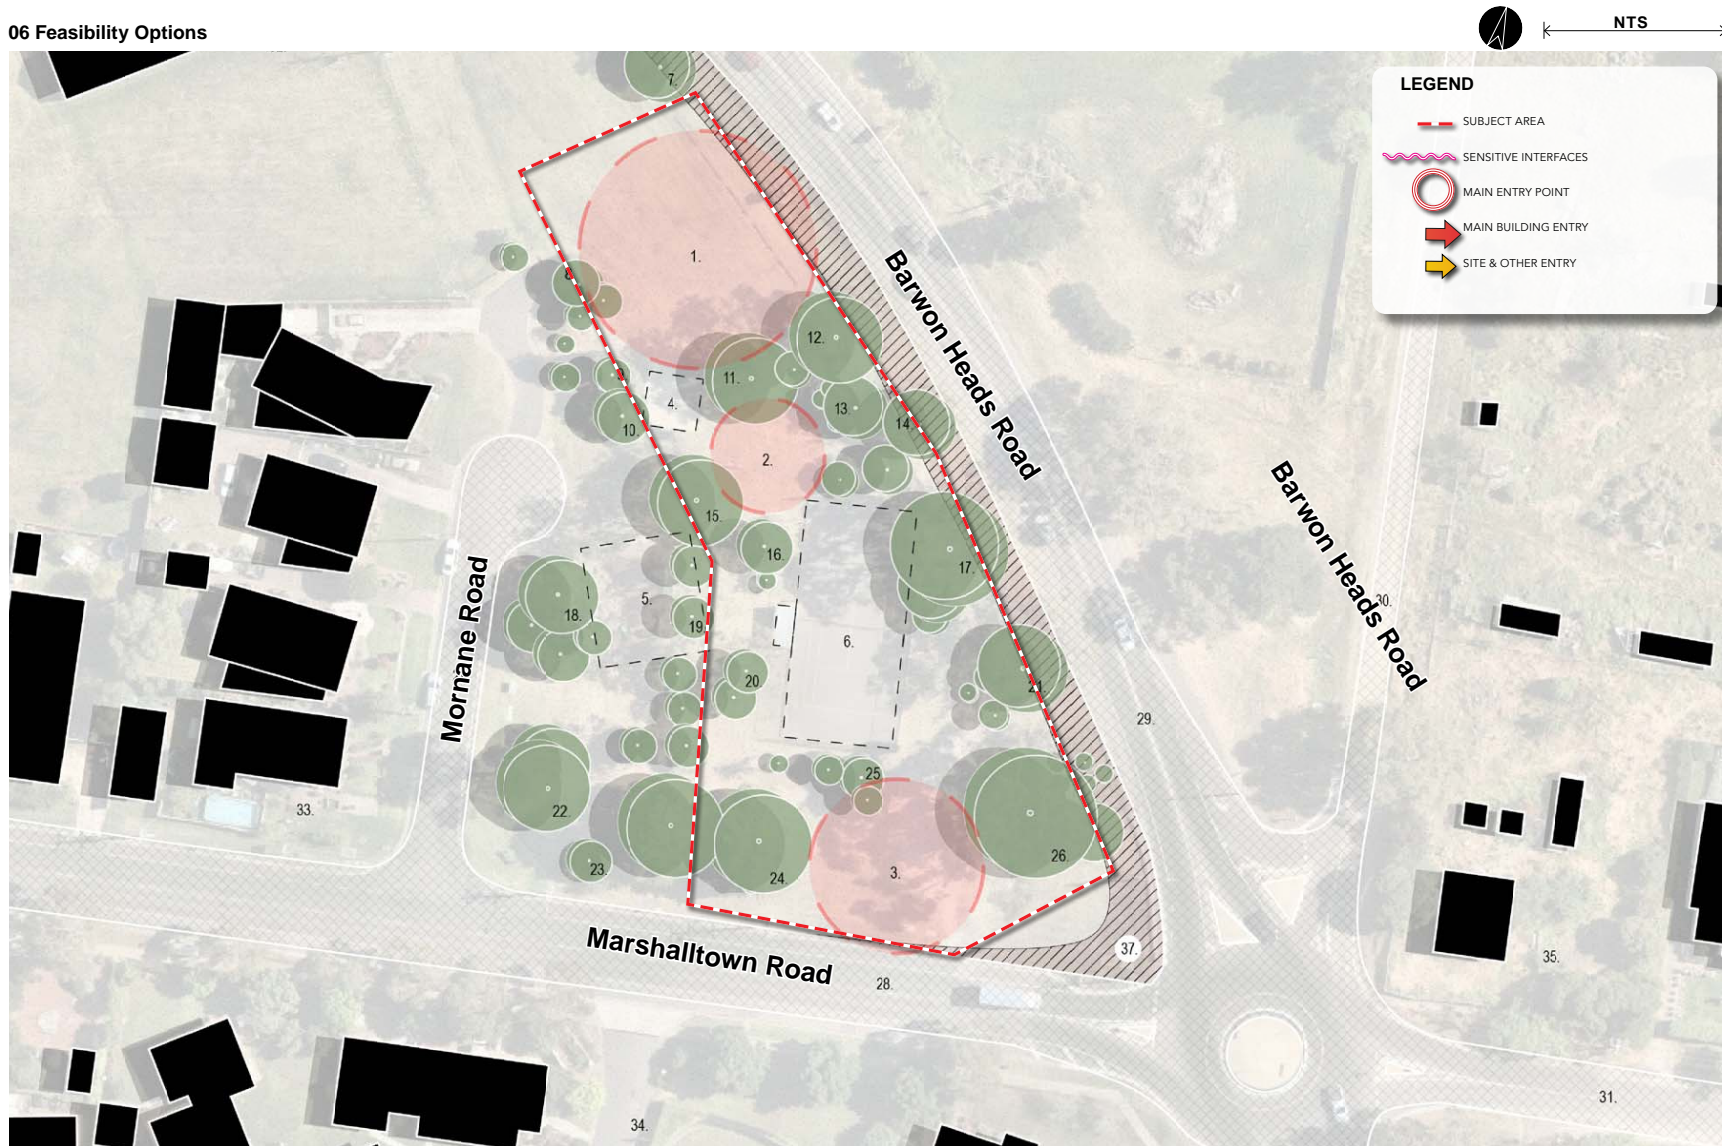 06 Feasibility Options
NTS
LEGEND
SUBJECT AREA
SENSITIVE INTERFACES
MAIN ENTRY POINT
MAIN BUILDING ENTRY
SITE & OTHER ENTRY
7.
1.
8.
9.
10.
4.
11.
12.
13.
14.
2.
15.
16.
17.
18.
5.
19.
6.
20.
21.
22.
23.
24.
25.
3.
26.
Barwon Heads Road
Barwon Heads Road
Mornane Road
Marshalltown Road
28.
29.
30.
31.
33.
34.
35.
37.